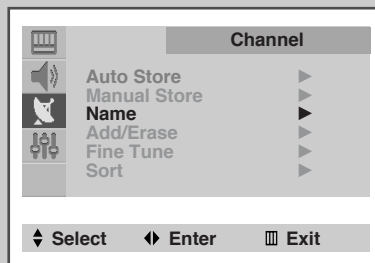 Channel
Auto Store
Manual Store
Name
Add/Erase
Fine Tune
Sort
Select Enter Exit